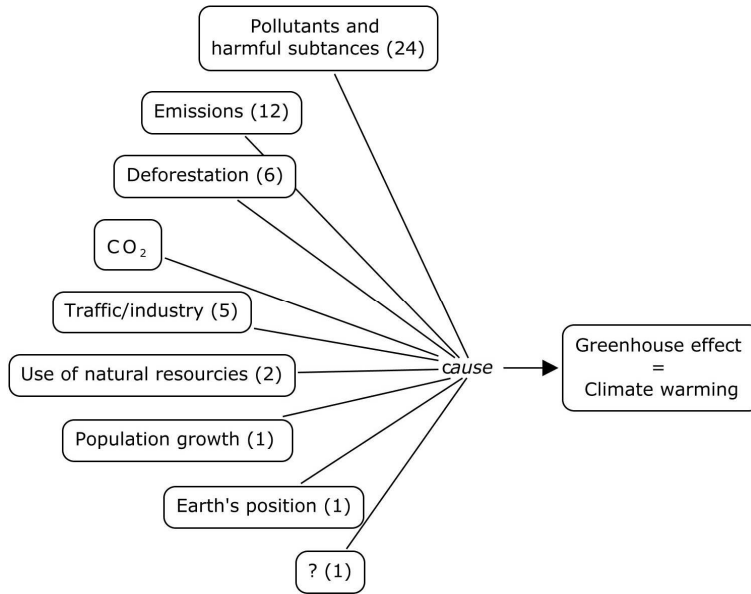 Pollutants and
harmful subtances (24)
Emissions (12)
Deforestation (6)
CO₂
Traffic/industry (5)
Use of natural resourcies (2)
Population growth (1)
Earth's position (1)
? (1)
cause
Greenhouse effect
=
Climate warming